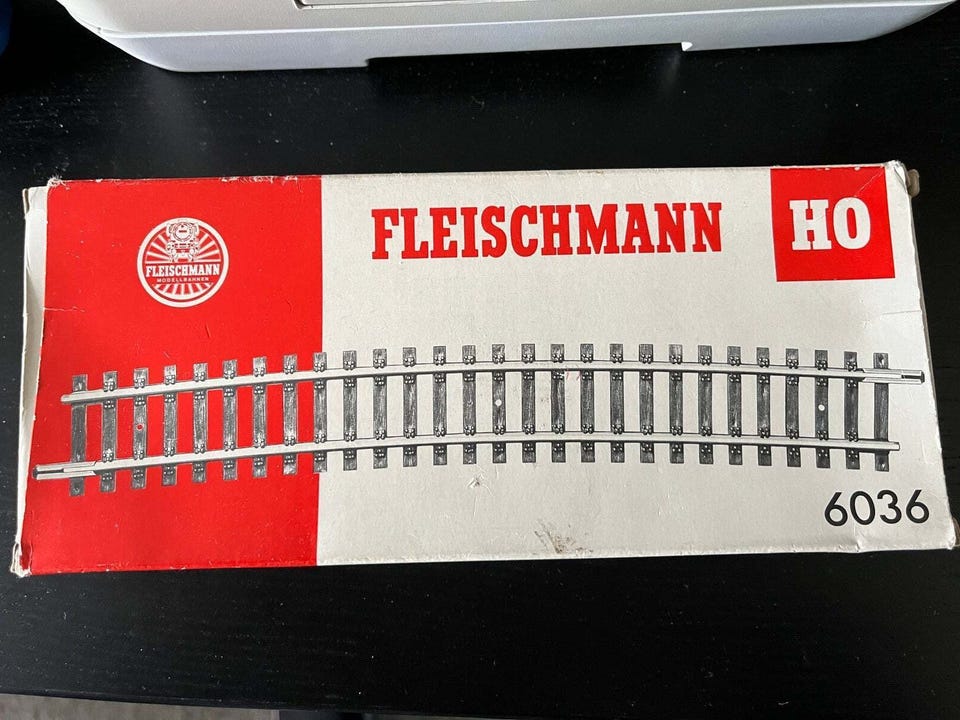 FLEISCHMANN
MODELLBAHNEN
FLEISCHMANN
HO
6036